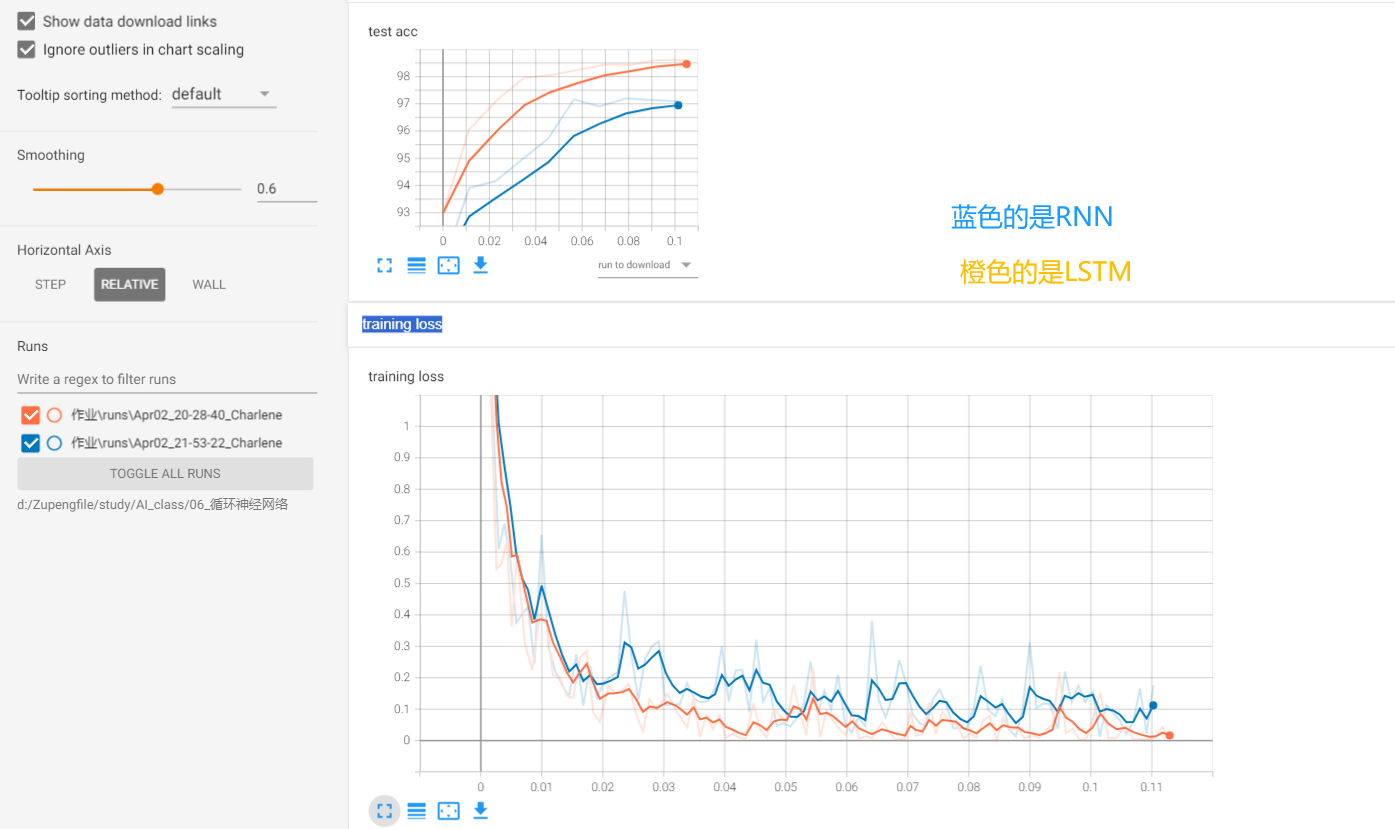 Show data download links
Ignore outliers in chart scaling
Tooltip sorting method: default
Smoothing
0.6
Horizontal Axis
STEP RELATIVE WALL
Runs
Write a regex to filter runs
作业\runs\Apr02_20-28-40_Charlene
作业\runs\Apr02_21-53-22_Charlene
TOGGLE ALL RUNS
d:/Zupengfile/study/AI_class/06_循环神经网络
test acc
98
97
96
95
94
93
0 0.02 0.04 0.06 0.08 0.1
run to download
蓝色的是RNN
橙色的是LSTM
training loss
training loss
1
0.9
0.8
0.7
0.6
0.5
0.4
0.3
0.2
0.1
0
0 0.01 0.02 0.03 0.04 0.05 0.06 0.07 0.08 0.09 0.1 0.11